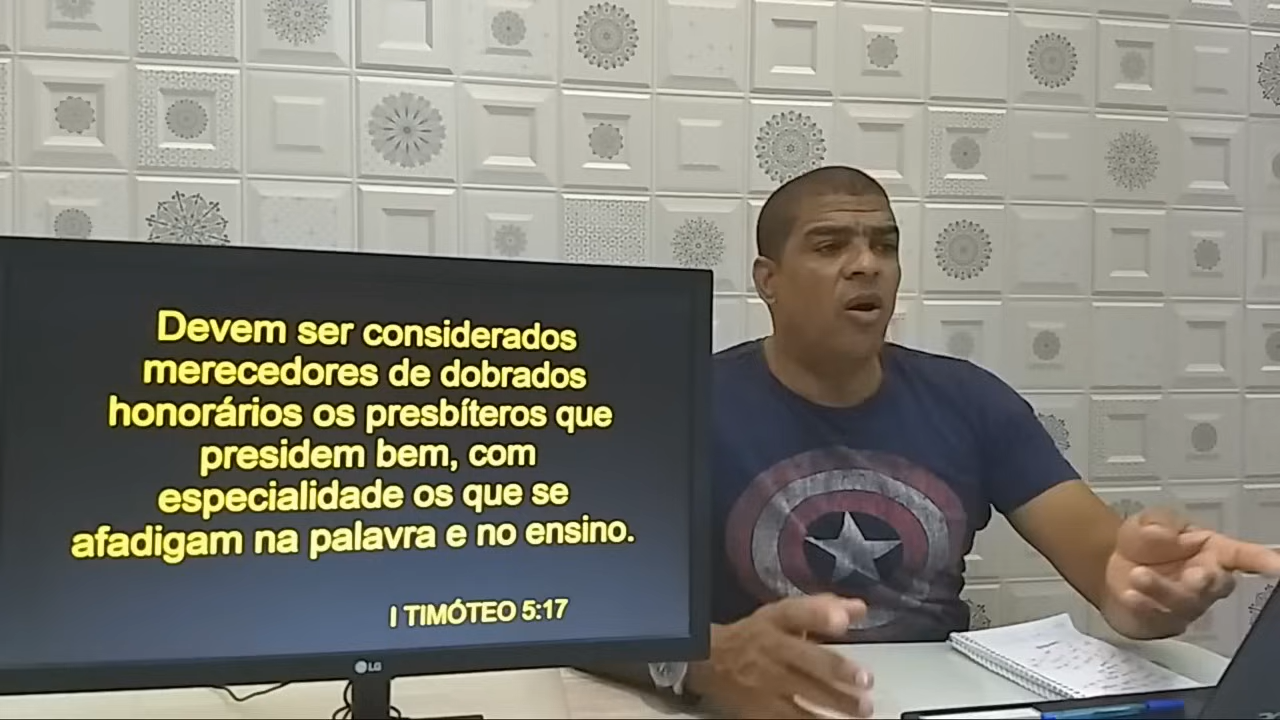 Devem ser considerados
merecedores de dobrados
honorários os presbíteros que
presidem bem, com
especialidade os que se
afadigam na palavra e no ensino.
I TIMÓTEO 5:17
LG